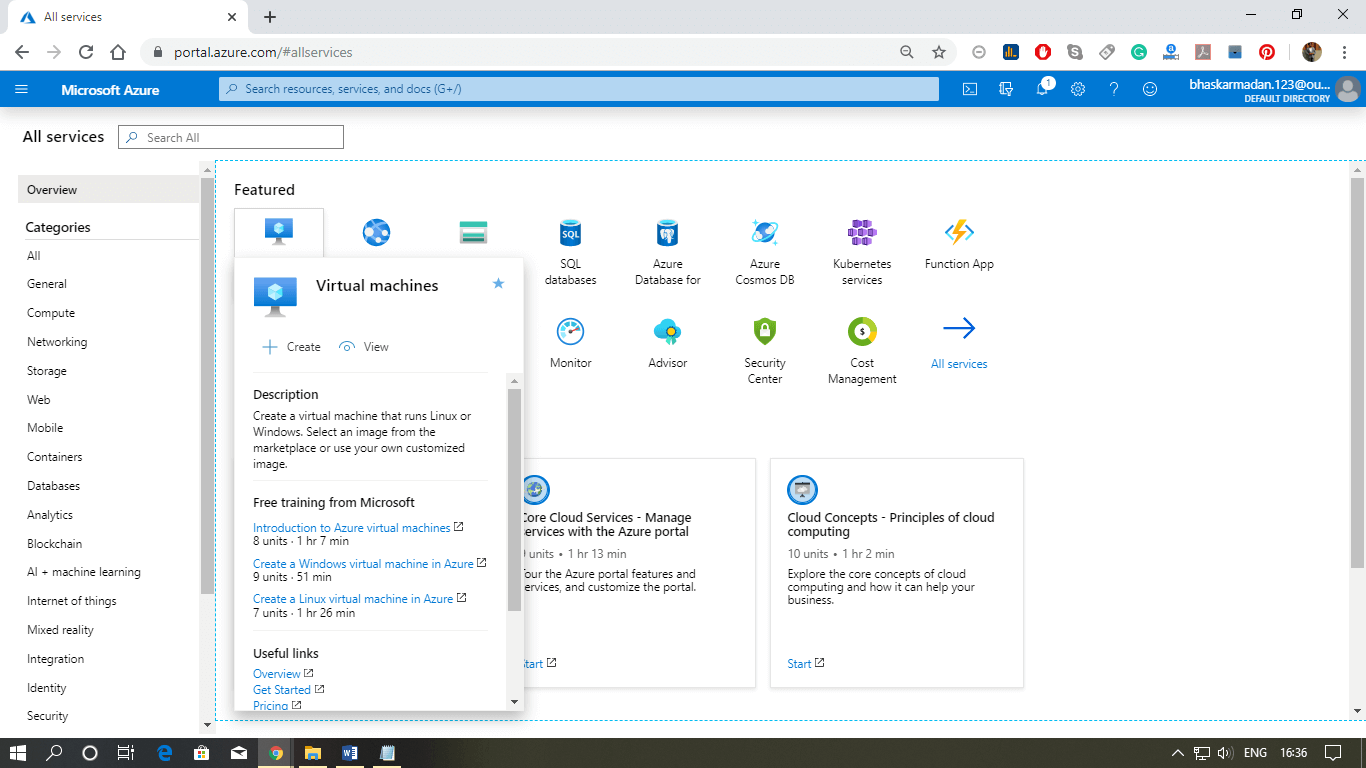 All services
portal.azure.com/#allservices
Microsoft Azure
Search resources, services, and docs (G+/)
1
bhaskarmadan.123@ou...
DEFAULT DIRECTORY
All services
Search All
Overview
Categories
All
General
Compute
Networking
Storage
Web
Mobile
Containers
Databases
Analytics
Blockchain
AI + machine learning
Internet of things
Mixed reality
Integration
Identity
Security
Featured
SQL
SQL
databases
Azure
Database for
Azure
Cosmos DB
Kubernetes
services
Function App
Monitor
Advisor
Security
Center
Cost
Management
All services
Virtual machines
Create
View
Description
Create a virtual machine that runs Linux or
Windows. Select an image from the
marketplace or use your own customized
image.
Free training from Microsoft
Introduction to Azure virtual machines
8 units · 1 hr 7 min
Create a Windows virtual machine in Azure
9 units · 51 min
Create a Linux virtual machine in Azure
7 units · 1 hr 26 min
Useful links
Overview
Get Started
Pricing
Core Cloud Services - Manage
services with the Azure portal
units • 1 hr 13 min
Tour the Azure portal features and
services, and customize the portal.
Start
Cloud Concepts - Principles of cloud
computing
10 units • 1 hr 2 min
Explore the core concepts of cloud
computing and how it can help your
business.
Start
ENG
16:36